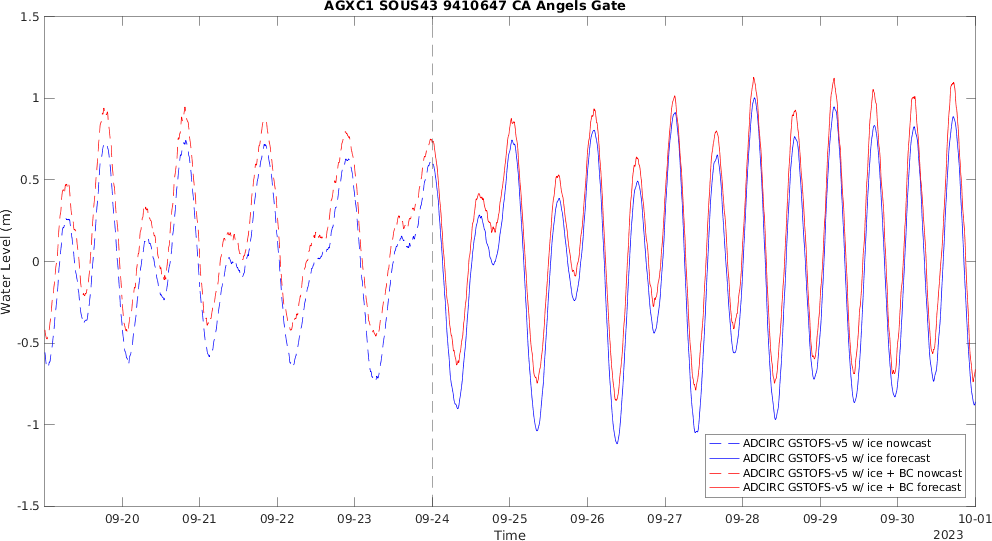 AGXC1 SOUS43 9410647 CA Angels Gate
1.5
1
0.5
0
-0.5
-1
-1.5
Water Level (m)
ADCIRC GSTOFS-v5 w/ ice nowcast
ADCIRC GSTOFS-v5 w/ ice forecast
ADCIRC GSTOFS-v5 w/ ice + BC nowcast
ADCIRC GSTOFS-v5 w/ ice + BC forecast
09-20 09-21 09-22 09-23 09-24 09-25 09-26 09-27 09-28 09-29 09-30 10-01
Time
2023